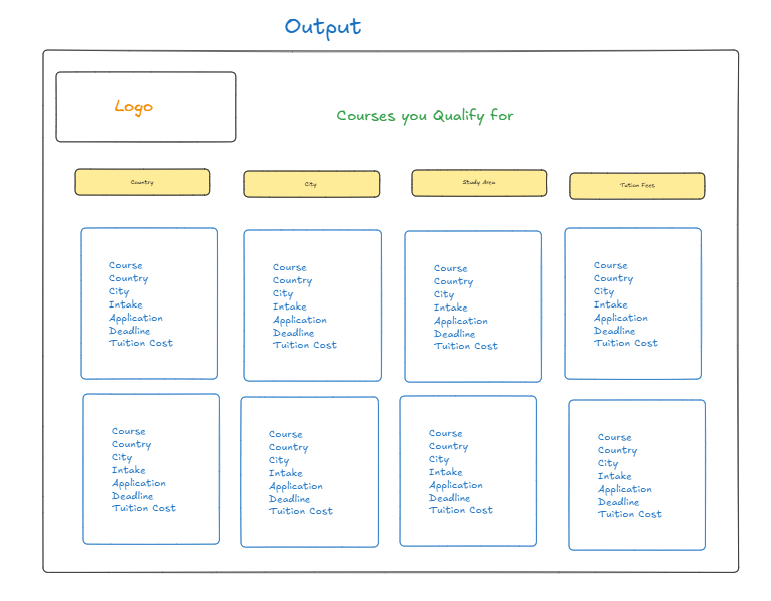 Output
Logo
Courses you Qualify for
Country
City
Study Area
Tution Fees
Course
Country
City
Intake
Application
Deadline
Tuition Cost
Course
Country
City
Intake
Application
Deadline
Tuition Cost
Course
Country
City
Intake
Application
Deadline
Tuition Cost
Course
Country
City
Intake
Application
Deadline
Tuition Cost
Course
Country
City
Intake
Application
Deadline
Tuition Cost
Course
Country
City
Intake
Application
Deadline
Tuition Cost
Course
Country
City
Intake
Application
Deadline
Tuition Cost
Course
Country
City
Intake
Application
Deadline
Tuition Cost